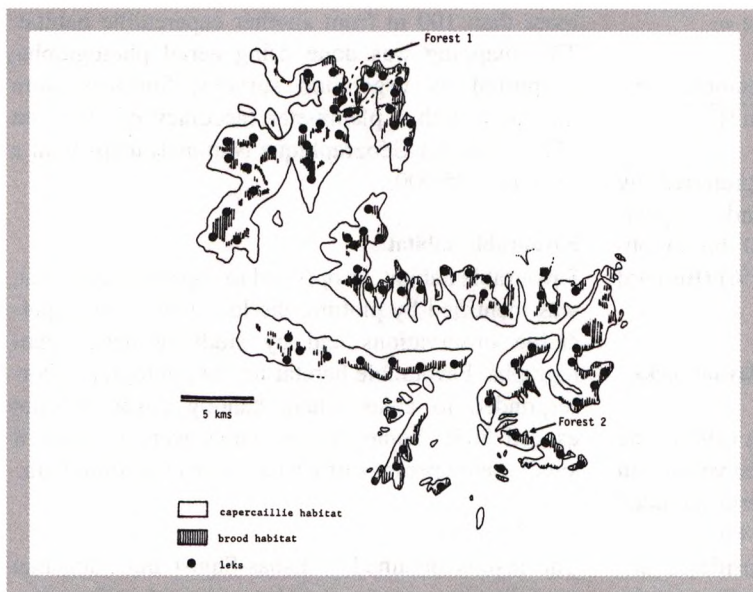 Forest 1
5 kms
Forest 2
capercaillie habitat
brood habitat
leks